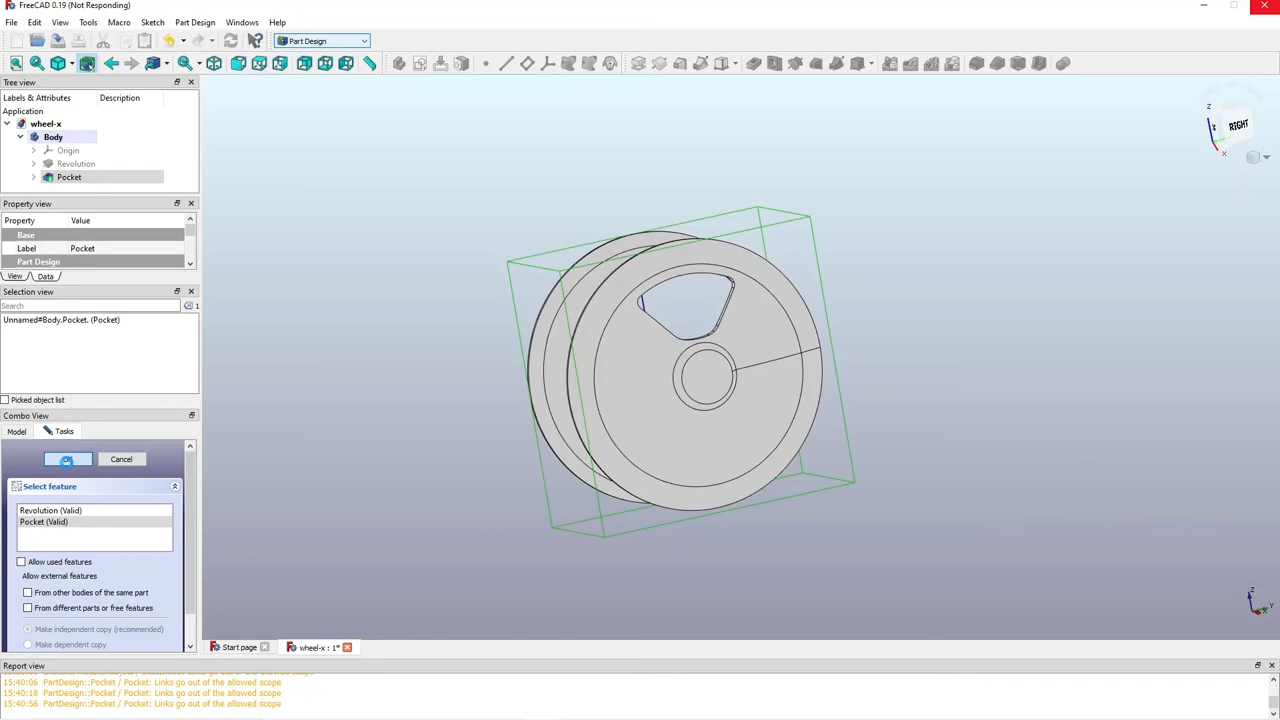 FreeCAD 0.19 (Not Responding)
File Edit View Tools Macro Sketch Part Design Windows Help
Part Design
Tree view
Labels & Attributes Description
Application
wheel-x
Body
Origin
Revolution
Pocket
Property view
Property Value
Base
Label Pocket
Part Design
View Data
Selection view
Search 1
Unnamed#Body.Pocket. (Pocket)
Picked object list
Combo View
Model Tasks
Cancel
Select feature
Revolution (Valid)
Pocket (Valid)
Allow used features
Allow external features
From other bodies of the same part
From different parts or free features
Make independent copy (recommended)
Make dependent copy
Z
RIGHT
X
Z
Y
Start page wheel-x : 1*
Report view
15:40:06 PartDesign::Pocket / Pocket: Links go out of the allowed scope
15:40:18 PartDesign::Pocket / Pocket: Links go out of the allowed scope
15:40:56 PartDesign::Pocket / Pocket: Links go out of the allowed scope